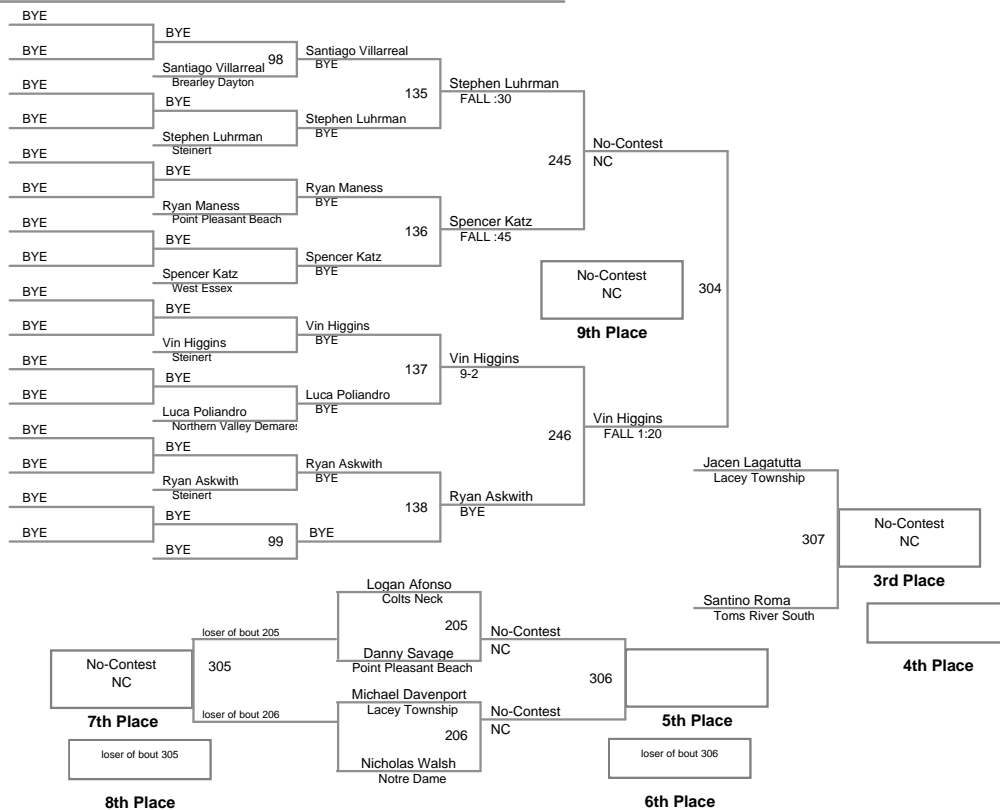 BYE
BYE
BYE
98
Santiago Villarreal
Brearley Dayton
Santiago Villarreal
BYE
BYE
BYE
BYE
Stephen Luhrman
Steinert
Stephen Luhrman
BYE
135
Stephen Luhrman
FALL :30
BYE
BYE
BYE
Ryan Maness
Point Pleasant Beach
Ryan Maness
BYE
BYE
BYE
BYE
Spencer Katz
West Essex
Spencer Katz
BYE
136
Spencer Katz
FALL :45
245
No-Contest
NC
BYE
BYE
BYE
Vin Higgins
Steinert
Vin Higgins
BYE
BYE
BYE
BYE
Luca Poliandro
Northern Valley Demares
Luca Poliandro
BYE
137
Vin Higgins
9-2
BYE
BYE
BYE
Ryan Askwith
Steinert
Ryan Askwith
BYE
BYE
BYE
BYE
BYE
99
BYE
138
Ryan Askwith
BYE
246
Vin Higgins
FALL 1:20
304
No-Contest
NC
9th Place
Jacen Lagatutta
Lacey Township
307
Santino Roma
Toms River South
No-Contest
NC
3rd Place
4th Place
Logan Afonso
Colts Neck
205
Danny Savage
Point Pleasant Beach
Michael Davenport
Lacey Township
206
Nicholas Walsh
Notre Dame
No-Contest
NC
306
No-Contest
NC
5th Place
loser of bout 306
6th Place
loser of bout 205
305
loser of bout 206
No-Contest
NC
7th Place
loser of bout 305
8th Place